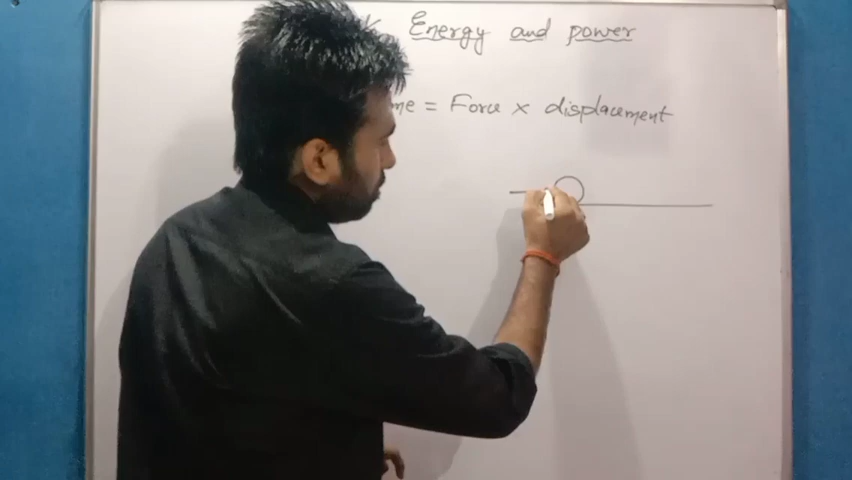 Energy and power
me = Force × displacement